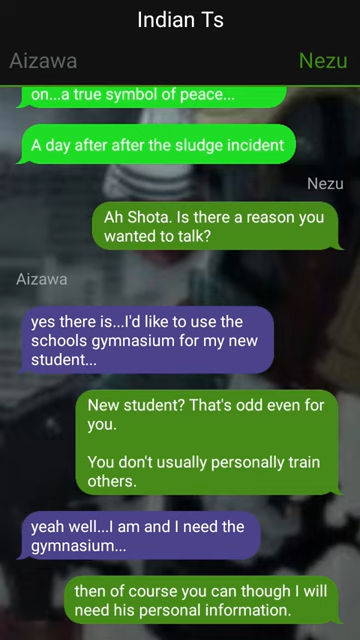 Indian Ts
Aizawa
Nezu
on...a true symbol of peace...
A day after after the sludge incident
Nezu
Ah Shota. Is there a reason you
wanted to talk?
Aizawa
yes there is...I'd like to use the
schools gymnasium for my new
student...
New student? That's odd even for
you.
You don't usually personally train
others.
yeah well...I am and I need the
gymnasium...
then of course you can though I will
need his personal information.